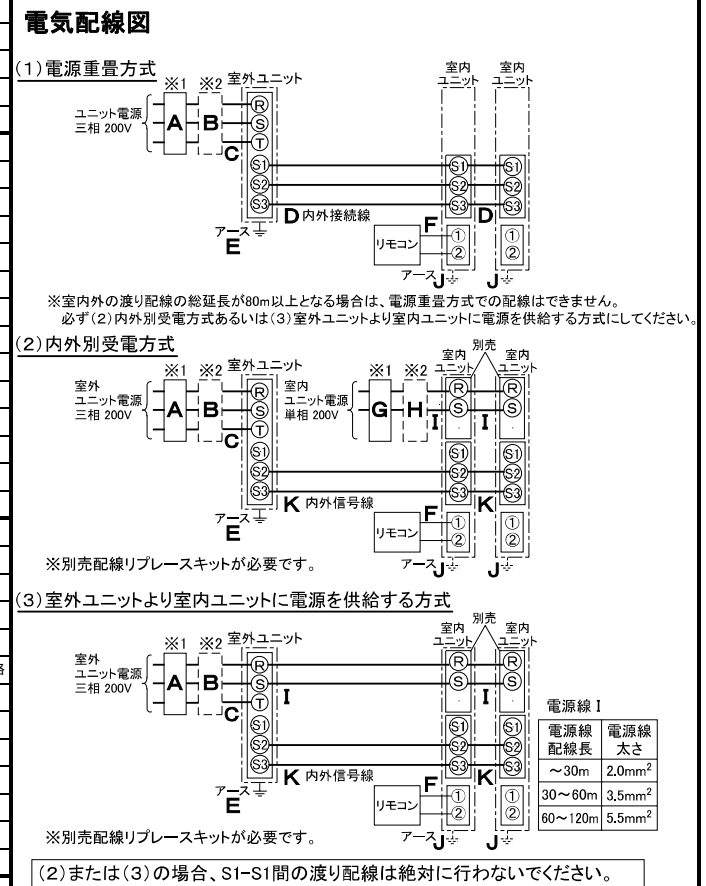 電気配線図
(1)電源重畳方式
※1 ※2 室外ユニット
室内ユニット 室内ユニット
ユニット電源
三相 200V
A B C
R
S
T
S1 S1 S1
S2 S2 S2
S3 S3 S3
D 内外接続線 F D
アース
E
リモコン
① ①
② ②
アース J J
※室内外の渡り配線の総延長が80m以上となる場合は、電源重畳方式での配線はできません。
必ず(2)内外別受電方式あるいは(3)室外ユニットより室内ユニットに電源を供給する方式にしてください。
(2)内外別受電方式
別売
※1 ※2 室外ユニット ※1 ※2 室内ユニット 室内ユニット
室外
ユニット電源
三相 200V
A B C
室内
ユニット電源
単相 200V
G H I I
R R R
S S S
T
S1 S1 S1
S2 S2 S2
S3 S3 S3
K 内外信号線 F K
アース
E
リモコン
① ①
② ②
※別売配線リプレースキットが必要です。
アース J J
(3)室外ユニットより室内ユニットに電源を供給する方式
別売
※1 ※2 室外ユニット 室内ユニット 室内ユニット
室外
ユニット電源
三相 200V
A B C
R R R
S S S
T I I
S1 S1 S1
S2 S2 S2
S3 S3 S3
K 内外信号線 F K
アース
E
リモコン
① ①
② ②
※別売配線リプレースキットが必要です。
アース J J
電源線 I
電源線配線長 電源線太さ
～30m 2.0mm²
30～60m 3.5mm²
60～120m 5.5mm²
(2)または(3)の場合、S1-S1間の渡り配線は絶対に行わないでください。